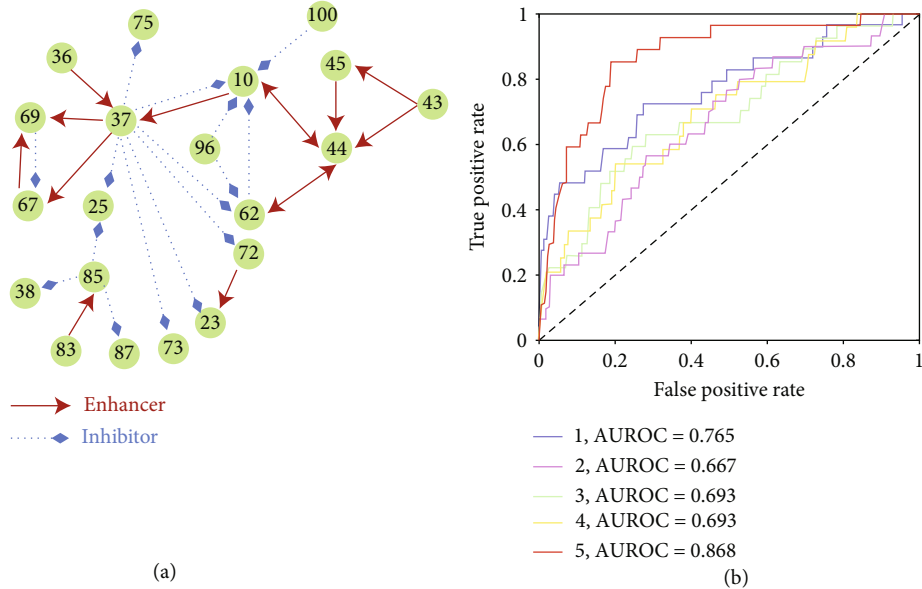 75
100
36
10
45
43
69
37
44
96
67
25
62
72
85
38
23
83
87
73
Enhancer
Inhibitor
(a)
1
0.8
0.6
0.4
0.2
0
True positive rate
0
0.2
0.4
0.6
0.8
1
False positive rate
1, AUROC = 0.765
2, AUROC = 0.667
3, AUROC = 0.693
4, AUROC = 0.693
5, AUROC = 0.868
(b)